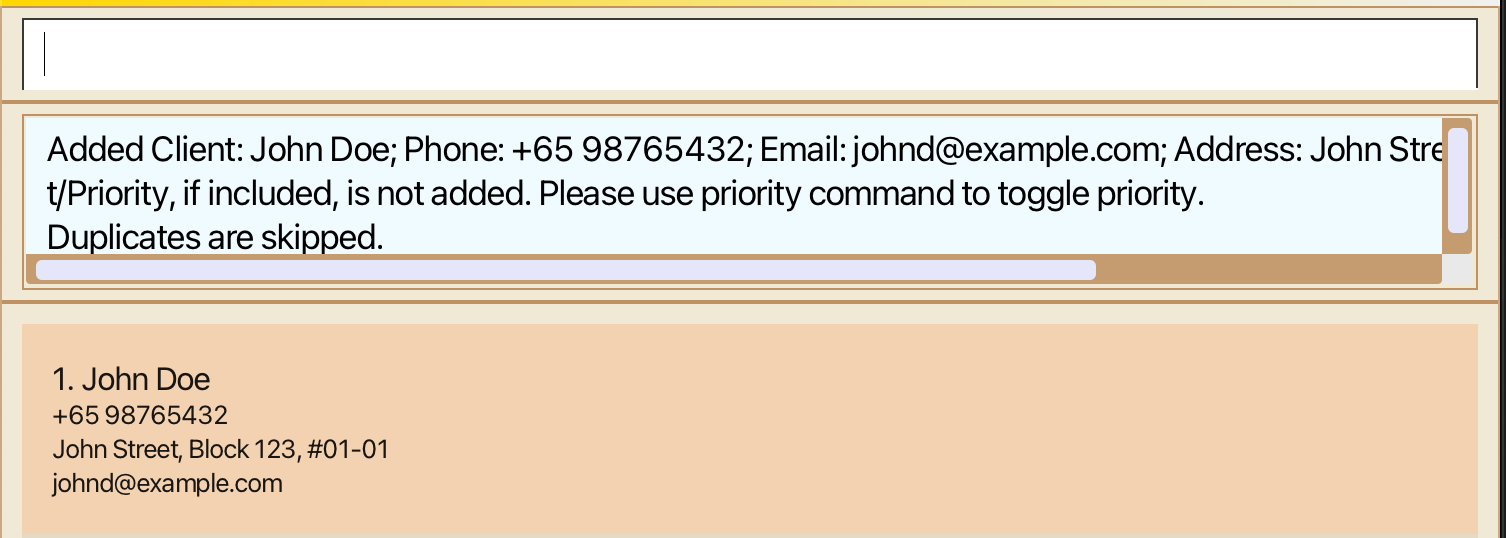 Added Client: John Doe; Phone: +65 98765432; Email: johnd@example.com; Address: John Stre
t/Priority, if included, is not added. Please use priority command to toggle priority.
Duplicates are skipped.
1. John Doe
+65 98765432
John Street, Block 123, #01-01
johnd@example.com